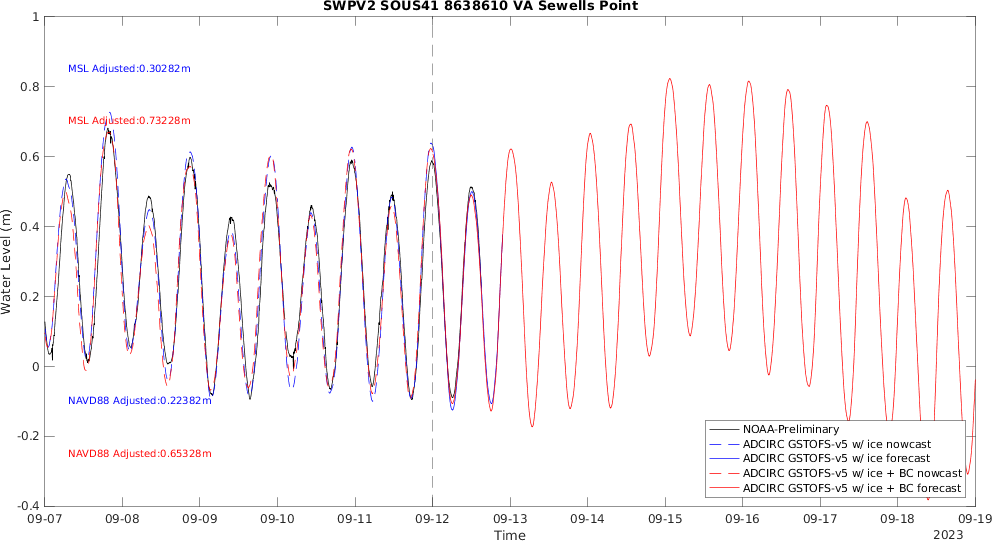 SWPV2 SOUS41 8638610 VA Sewells Point
1
0.8
0.6
0.4
0.2
0
-0.2
-0.4
Water Level (m)
MSL Adjusted:0.30282m
MSL Adjusted:0.73228m
NAVD88 Adjusted:0.22382m
NAVD88 Adjusted:0.65328m
NOAA-Preliminary
ADCIRC GSTOFS-v5 w/ ice nowcast
ADCIRC GSTOFS-v5 w/ ice forecast
ADCIRC GSTOFS-v5 w/ ice + BC nowcast
ADCIRC GSTOFS-v5 w/ ice + BC forecast
09-07 09-08 09-09 09-10 09-11 09-12 09-13 09-14 09-15 09-16 09-17 09-18 09-19
Time
2023